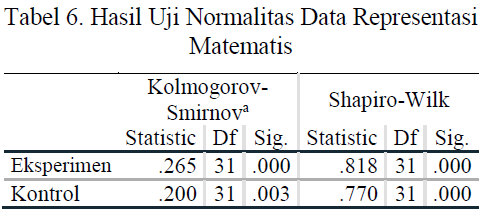 Tabel 6. Hasil Uji Normalitas Data Representasi
Matematis
Kolmogorov-
Smirnovᵃ Shapiro-Wilk
Statistic Df Sig. Statistic Df Sig.
Eksperimen .265 31 .000 .818 31 .000
Kontrol .200 31 .003 .770 31 .000